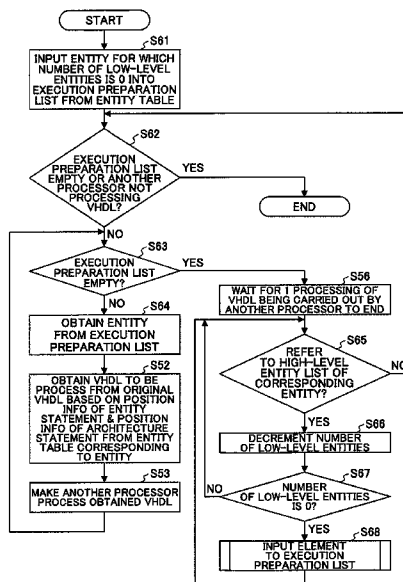 START
S61
INPUT ENTITY FOR WHICH
NUMBER OF LOW-LEVEL
ENTITIES IS 0 INTO
EXECUTION PREPARATION
LIST FROM ENTITY TABLE
S62
EXECUTION
PREPARATION LIST
EMPTY OR ANOTHER
PROCESSOR NOT
PROCESSING
VHDL?
YES
END
NO
S63
EXECUTION
PREPARATION LIST
EMPTY?
YES
NO
S64
OBTAIN ENTITY
FROM EXECUTION
PREPARATION LIST
S52
OBTAIN VHDL TO BE
PROCESS FROM ORIGINAL
VHDL BASED ON POSITION
INFO OF ENTITY
STATEMENT & POSITION
INFO OF ARCHITECTURE
STATEMENT FROM ENTITY
TABLE CORRESPONDING
TO ENTITY
S53
MAKE ANOTHER PROCESSOR
PROCESS OBTAINED VHDL
S56
WAIT FOR 1 PROCESSING OF
VHDL BEING CARRIED OUT BY
ANOTHER PROCESSOR TO END
S65
REFER
TO HIGH-LEVEL
ENTITY LIST OF
CORRESPONDING
ENTITY?
NO
YES
S66
DECREMENT NUMBER
OF LOW-LEVEL ENTITIES
S67
NUMBER
OF LOW-LEVEL ENTITIES
IS 0?
NO
YES
S68
INPUT ELEMENT
TO EXECUTION
PREPARATION LIST